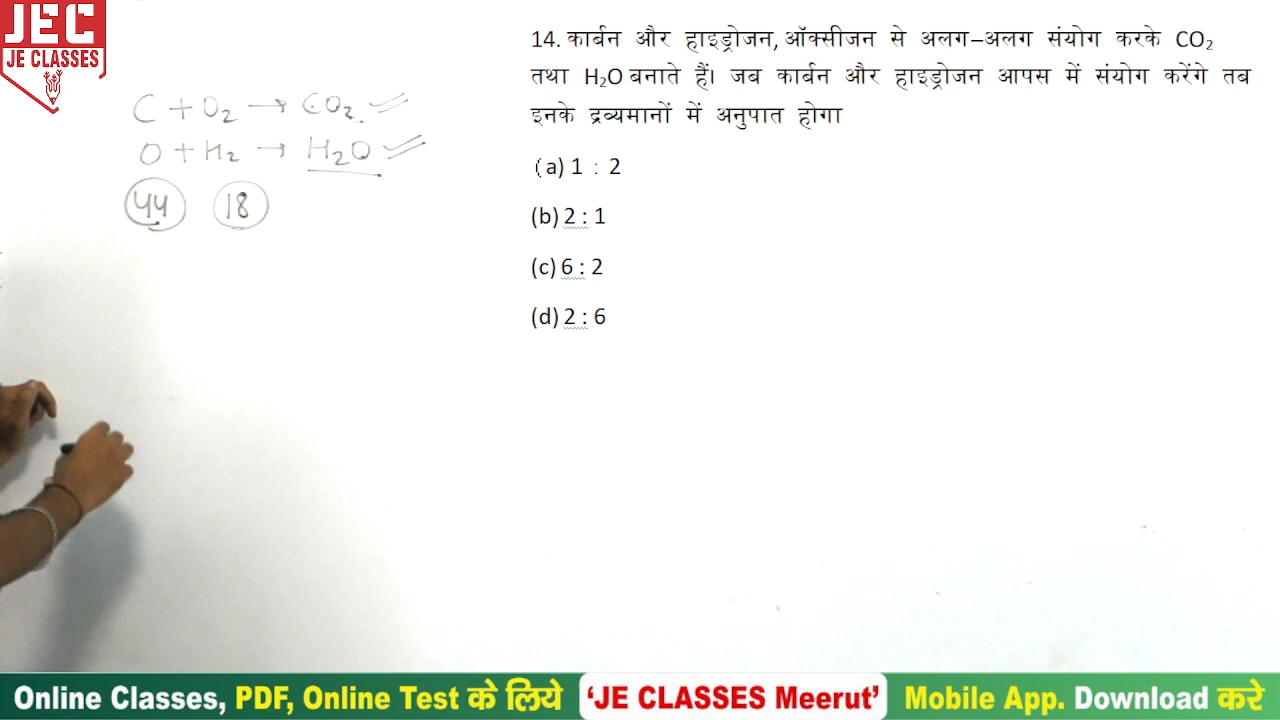 JEC
JE CLASSES
C + O2 → CO2
O + H2 → H2O
44 18
14. कार्बन और हाइड्रोजन, ऑक्सीजन से अलग–अलग संयोग करके CO₂
तथा H₂O बनाते हैं। जब कार्बन और हाइड्रोजन आपस में संयोग करेंगे तब
इनके द्रव्यमानों में अनुपात होगा
(a) 1 : 2
(b) 2 : 1
(c) 6 : 2
(d) 2 : 6
Online Classes, PDF, Online Test के लिये 'JE CLASSES Meerut' Mobile App. Download करे